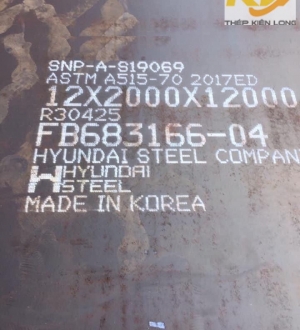 THÉP KIÊN LONG
SNP-A-S19069
ASTM A515-70 2017ED
12X2000X12000
R30425
FB683166-04
HYUNDAI STEEL COMPAN
HYUNDAI
STEEL
MADE IN KOREA